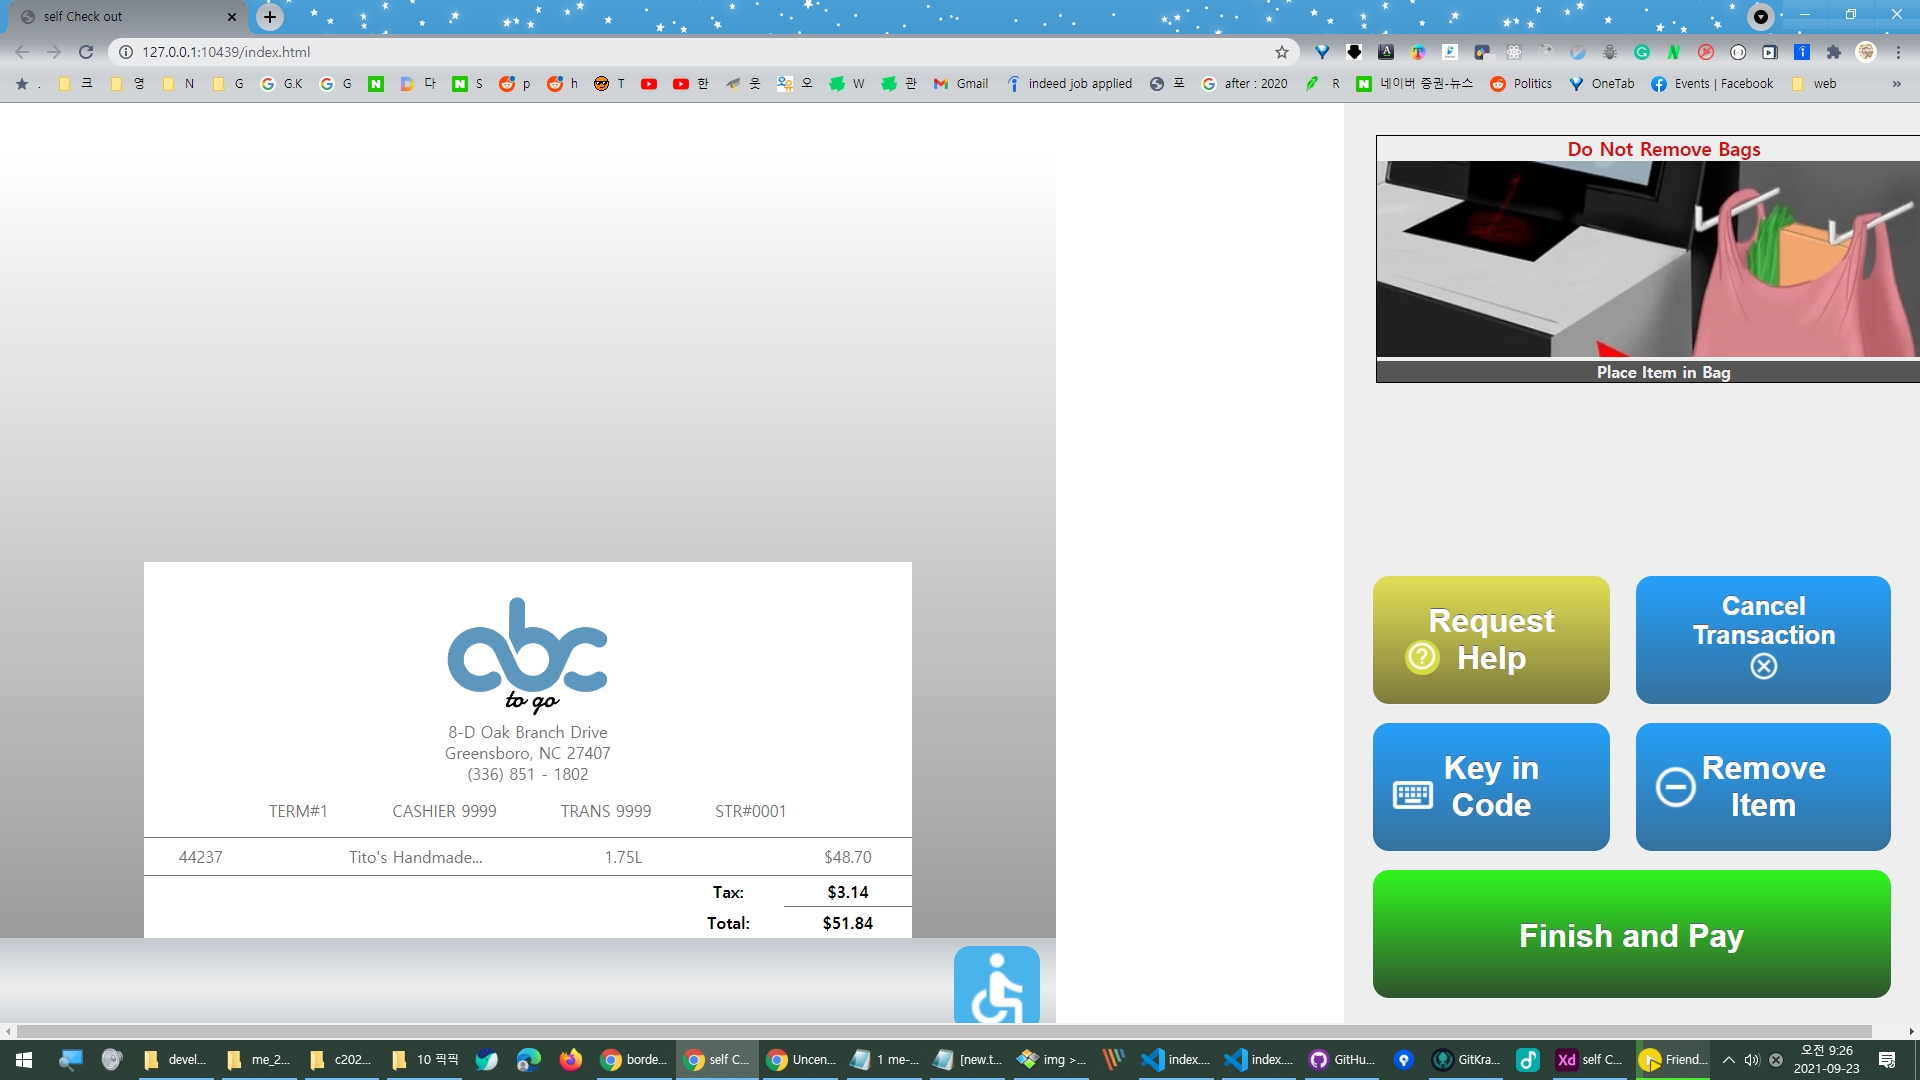 self Check out
127.0.0.1:10439/index.html
. 크 영 N G G.K G 다 S p h T 한 웃 오 W 관 Gmail indeed job applied 포 after : 2020 R 네이버 증권-뉴스 Politics OneTab Events | Facebook web »
Do Not Remove Bags
Place Item in Bag
Request
Help
Cancel
Transaction
Key in
Code
Remove
Item
Finish and Pay
abc
to go
8-D Oak Branch Drive
Greensboro, NC 27407
(336) 851 - 1802
TERM#1 CASHIER 9999 TRANS 9999 STR#0001
44237 Tito's Handmade... 1.75L $48.70
Tax: $3.14
Total: $51.84
devel... me_2... c202... 10 픽픽 borde... self C... Uncen... 1 me-... [new.t... img >... index.... index.... GitHu... GitKra... Xd self C... Friend...
오전 9:26
2021-09-23